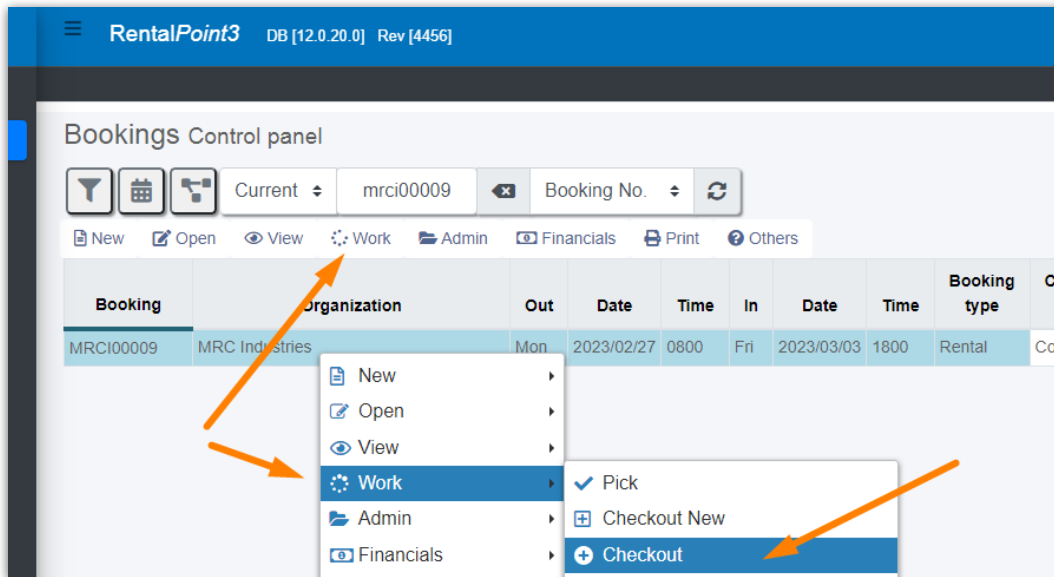 RentalPoint3 DB [12.0.20.0] Rev [4456]
Bookings Control panel
Current mrci00009 Booking No.
New Open View Work Admin Financials Print Others
Booking Organization Out Date Time In Date Time Booking type
MRCI00009 MRC Industries Mon 2023/02/27 0800 Fri 2023/03/03 1800 Rental Co
New
Open
View
Work Pick
Admin Checkout New
Financials Checkout